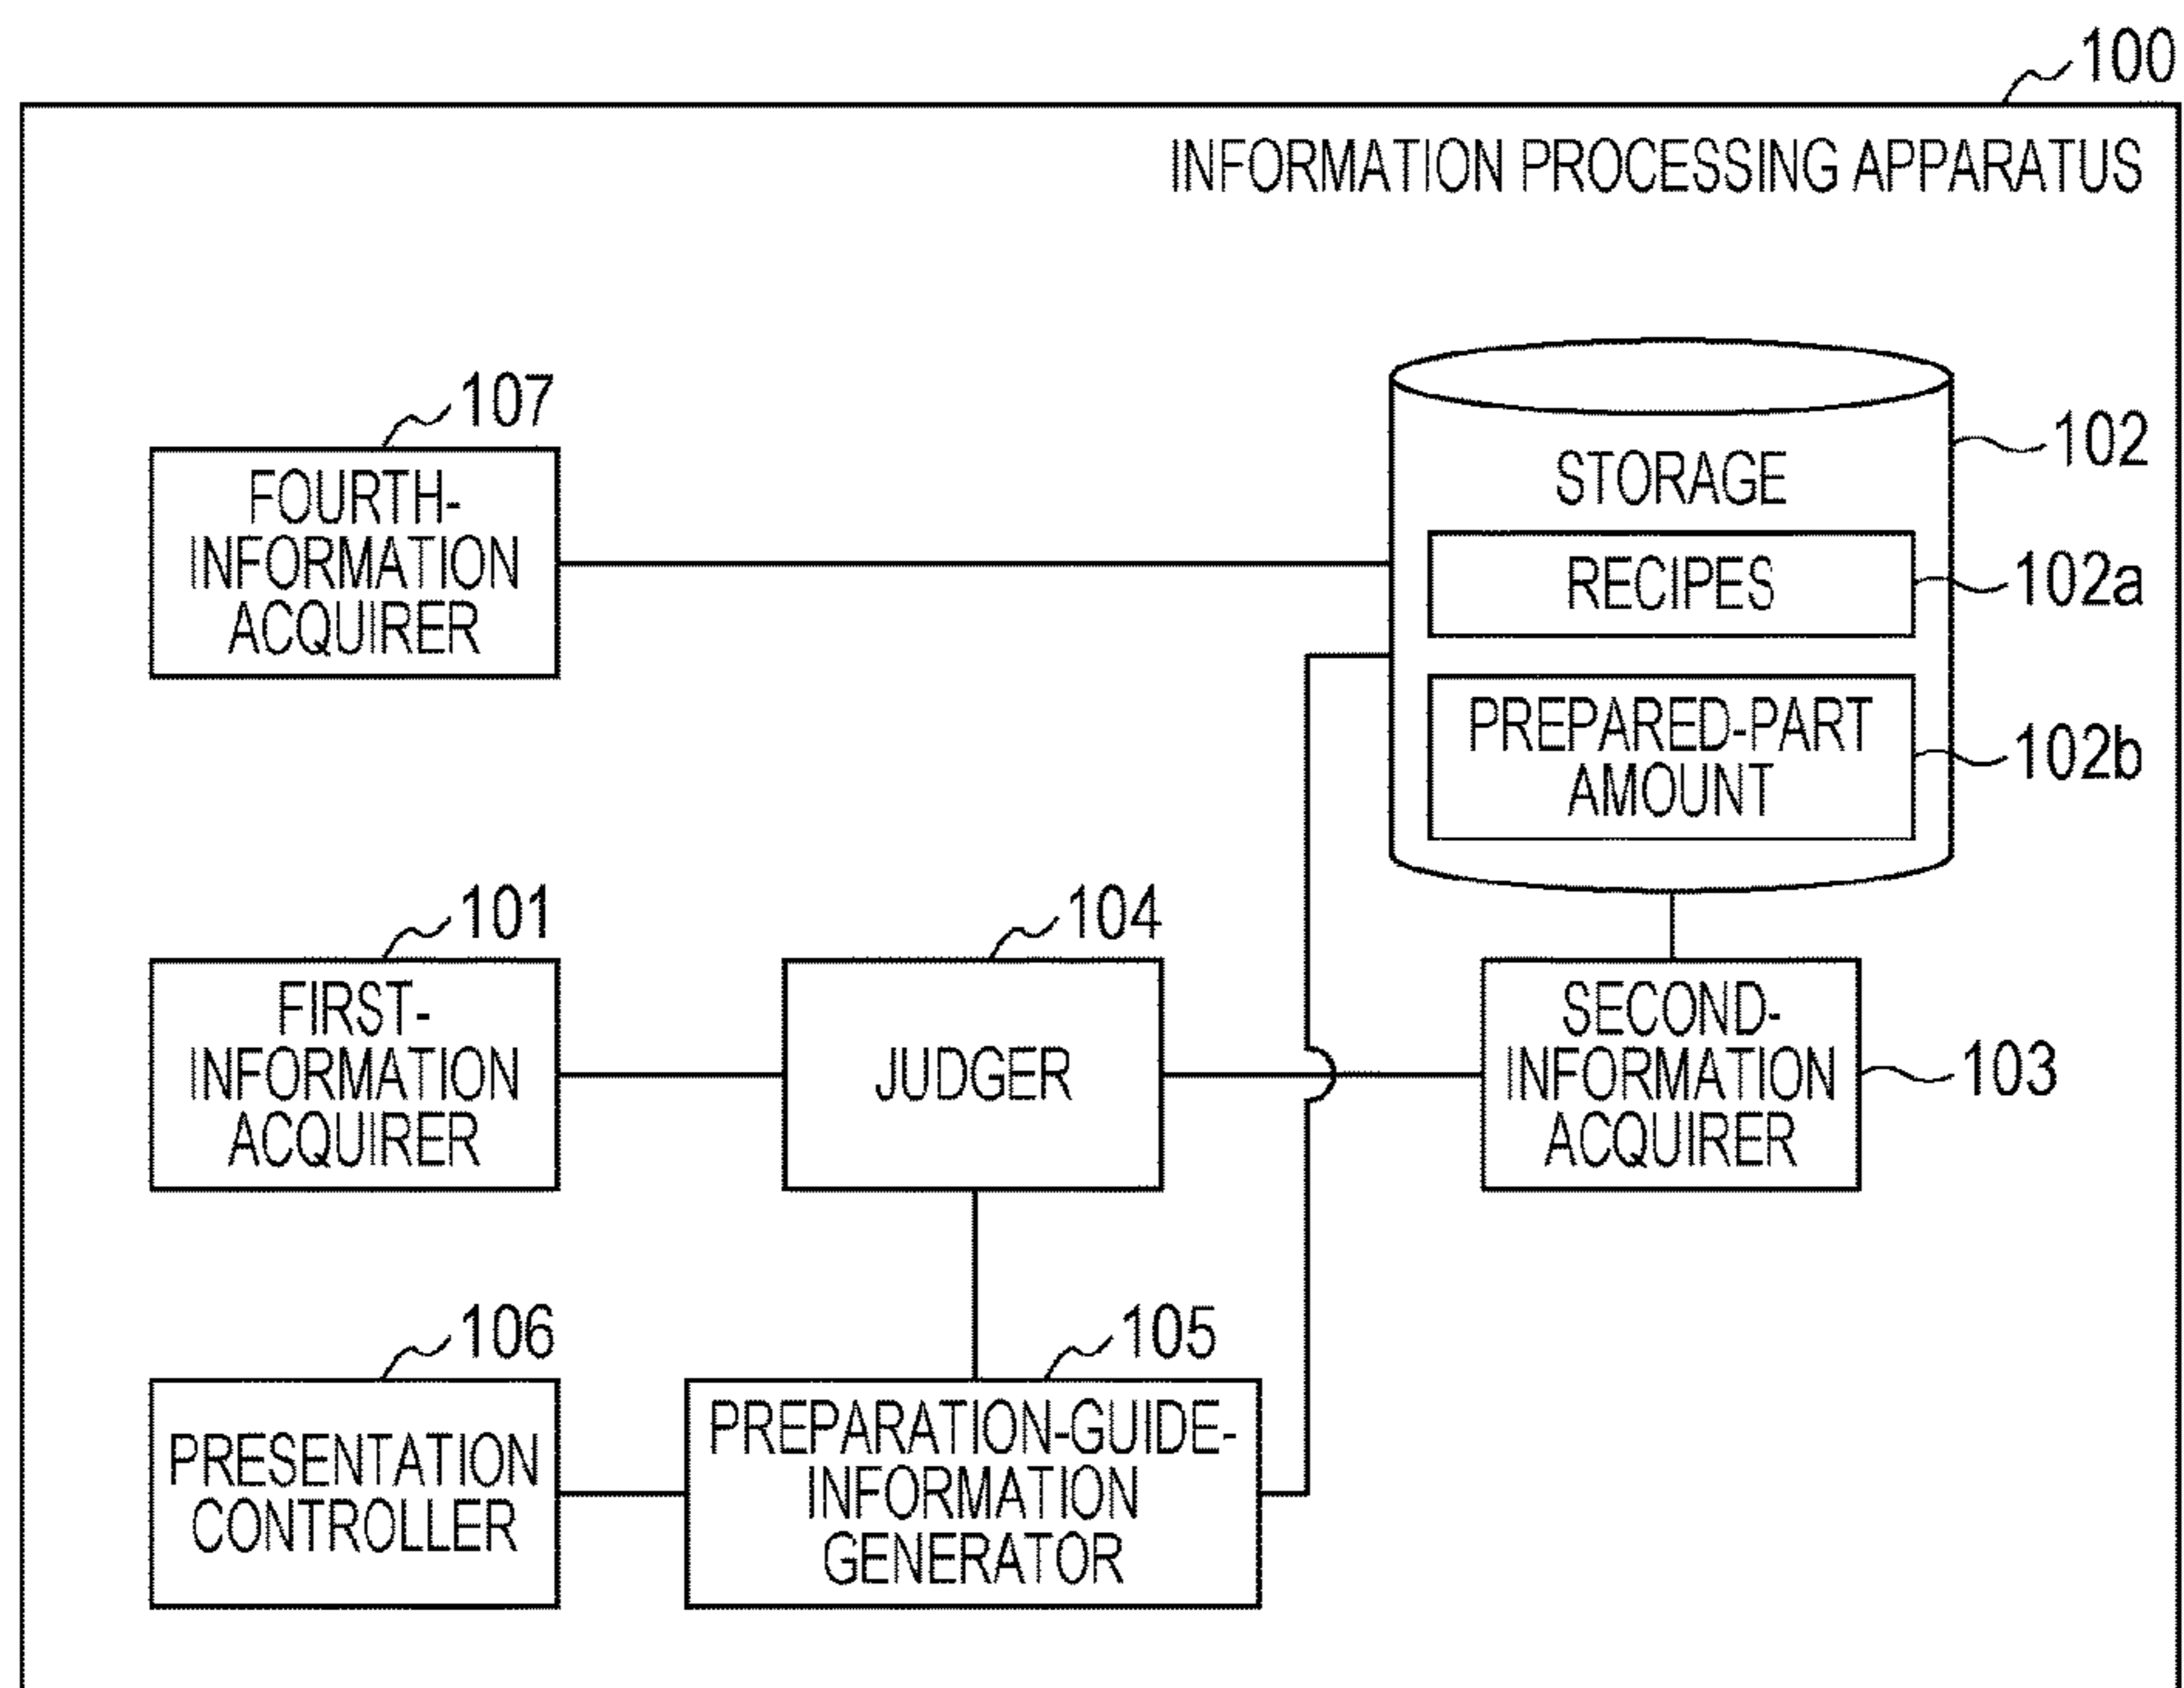 100
INFORMATION PROCESSING APPARATUS
107
FOURTH-
INFORMATION
ACQUIRER
102
STORAGE
RECIPES
102a
PREPARED-PART
AMOUNT
102b
101
FIRST-
INFORMATION
ACQUIRER
104
JUDGER
SECOND-
INFORMATION
ACQUIRER
103
106
PRESENTATION
CONTROLLER
105
PREPARATION-GUIDE-
INFORMATION
GENERATOR